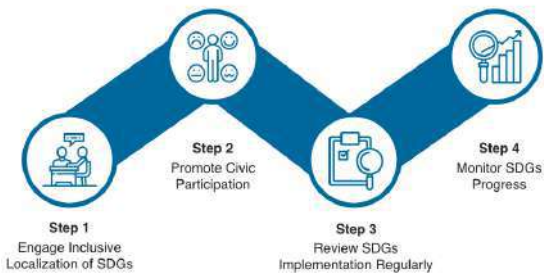 Step 1
Engage Inclusive
Localization of SDGs
Step 2
Promote Civic
Participation
Step 3
Review SDGs
Implementation Regularly
Step 4
Monitor SDGs
Progress